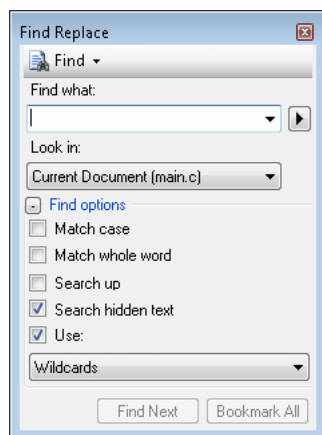 Find Replace
Find
Find what:
Look in:
Current Document (main.c)
Find options
Match case
Match whole word
Search up
Search hidden text
Use:
Wildcards
Find Next Bookmark All